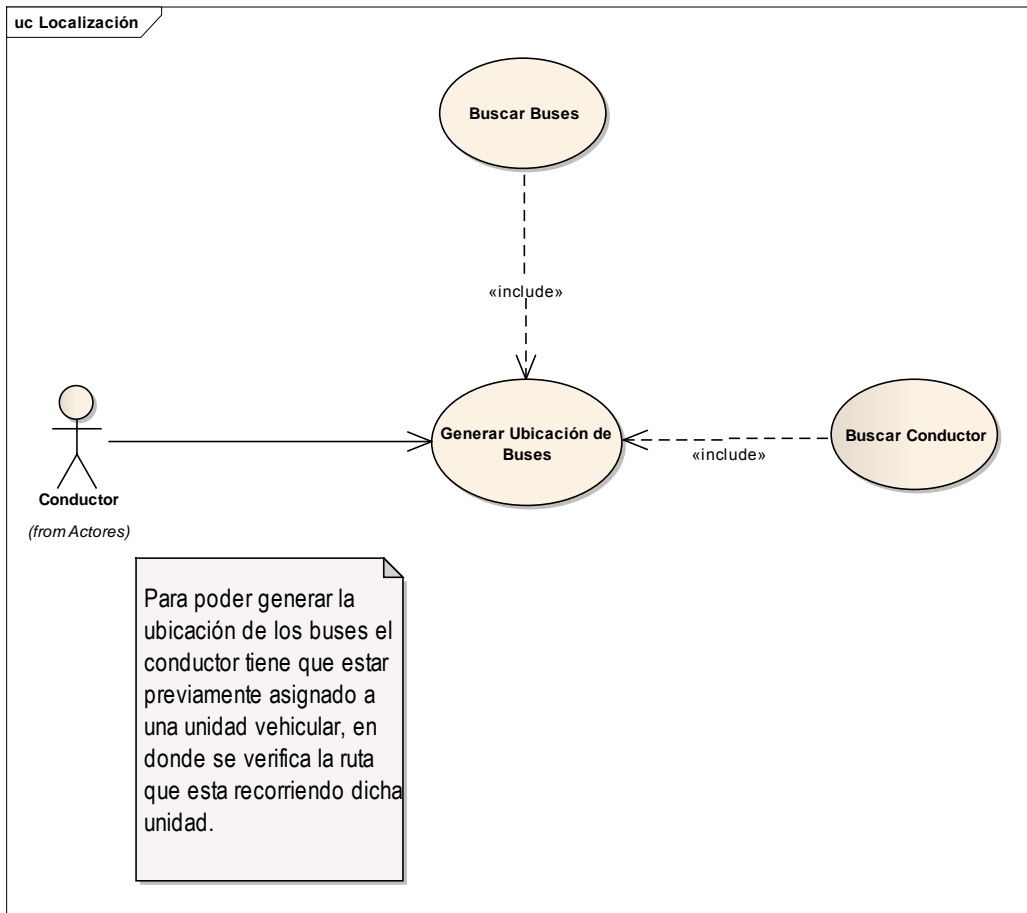 uc Localización
Buscar Buses
«include»
Generar Ubicación de
Buses
Buscar Conductor
«include»
Conductor
(from Actores)
Para poder generar la
ubicación de los buses el
conductor tiene que estar
previamente asignado a
una unidad vehicular, en
donde se verifica la ruta
que esta recorriendo dicha
unidad.